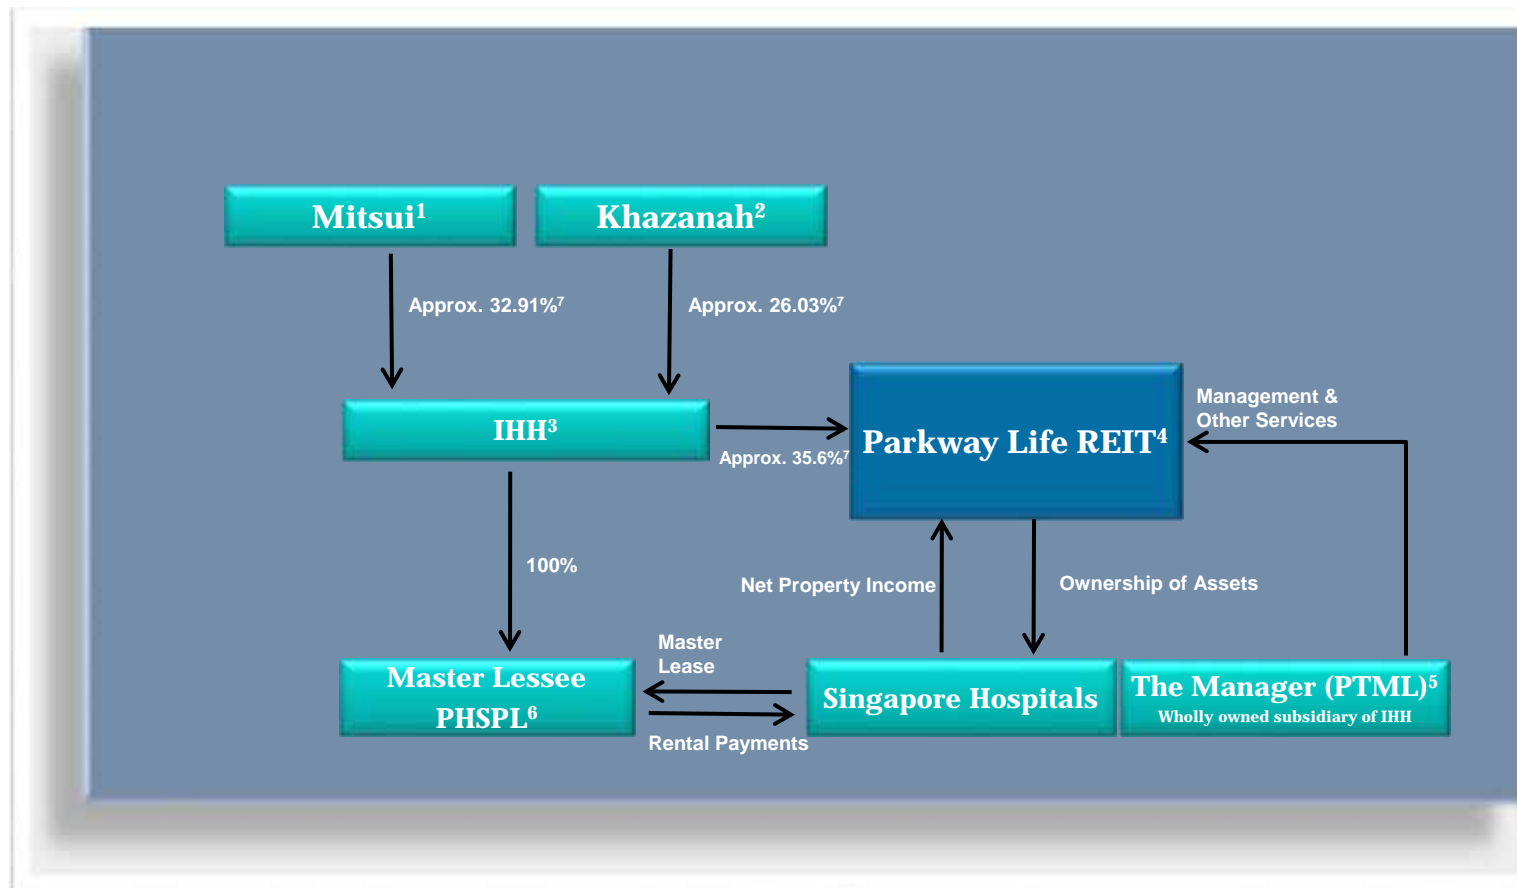 Mitsui¹
Khazanah²
Approx. 32.91%⁷
Approx. 26.03%⁷
IHH³
Approx. 35.6%⁷
Parkway Life REIT⁴
Management &
Other Services
100%
Net Property Income
Ownership of Assets
Master Lessee
PHSPL⁶
Master
Lease
Rental Payments
Singapore Hospitals
The Manager (PTML)⁵
Wholly owned subsidiary of IHH